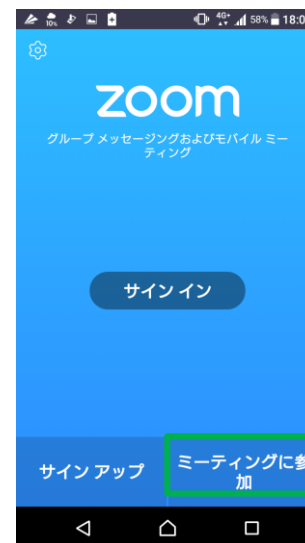 10%
4G+ 58% 18:0
zoom
グループ メッセージングおよびモバイル ミー
ティング
サイン イン
サイン アップ
ミーティングに参
加